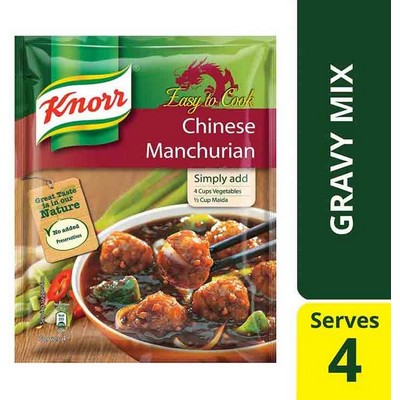 Knorr
Easy to Cook
Chinese
Manchurian
Simply add
4 Cups Vegetables
½ Cup Maida
Great Taste
is in our
Nature
No added
Preservatives
GRAVY MIX
Serves
4